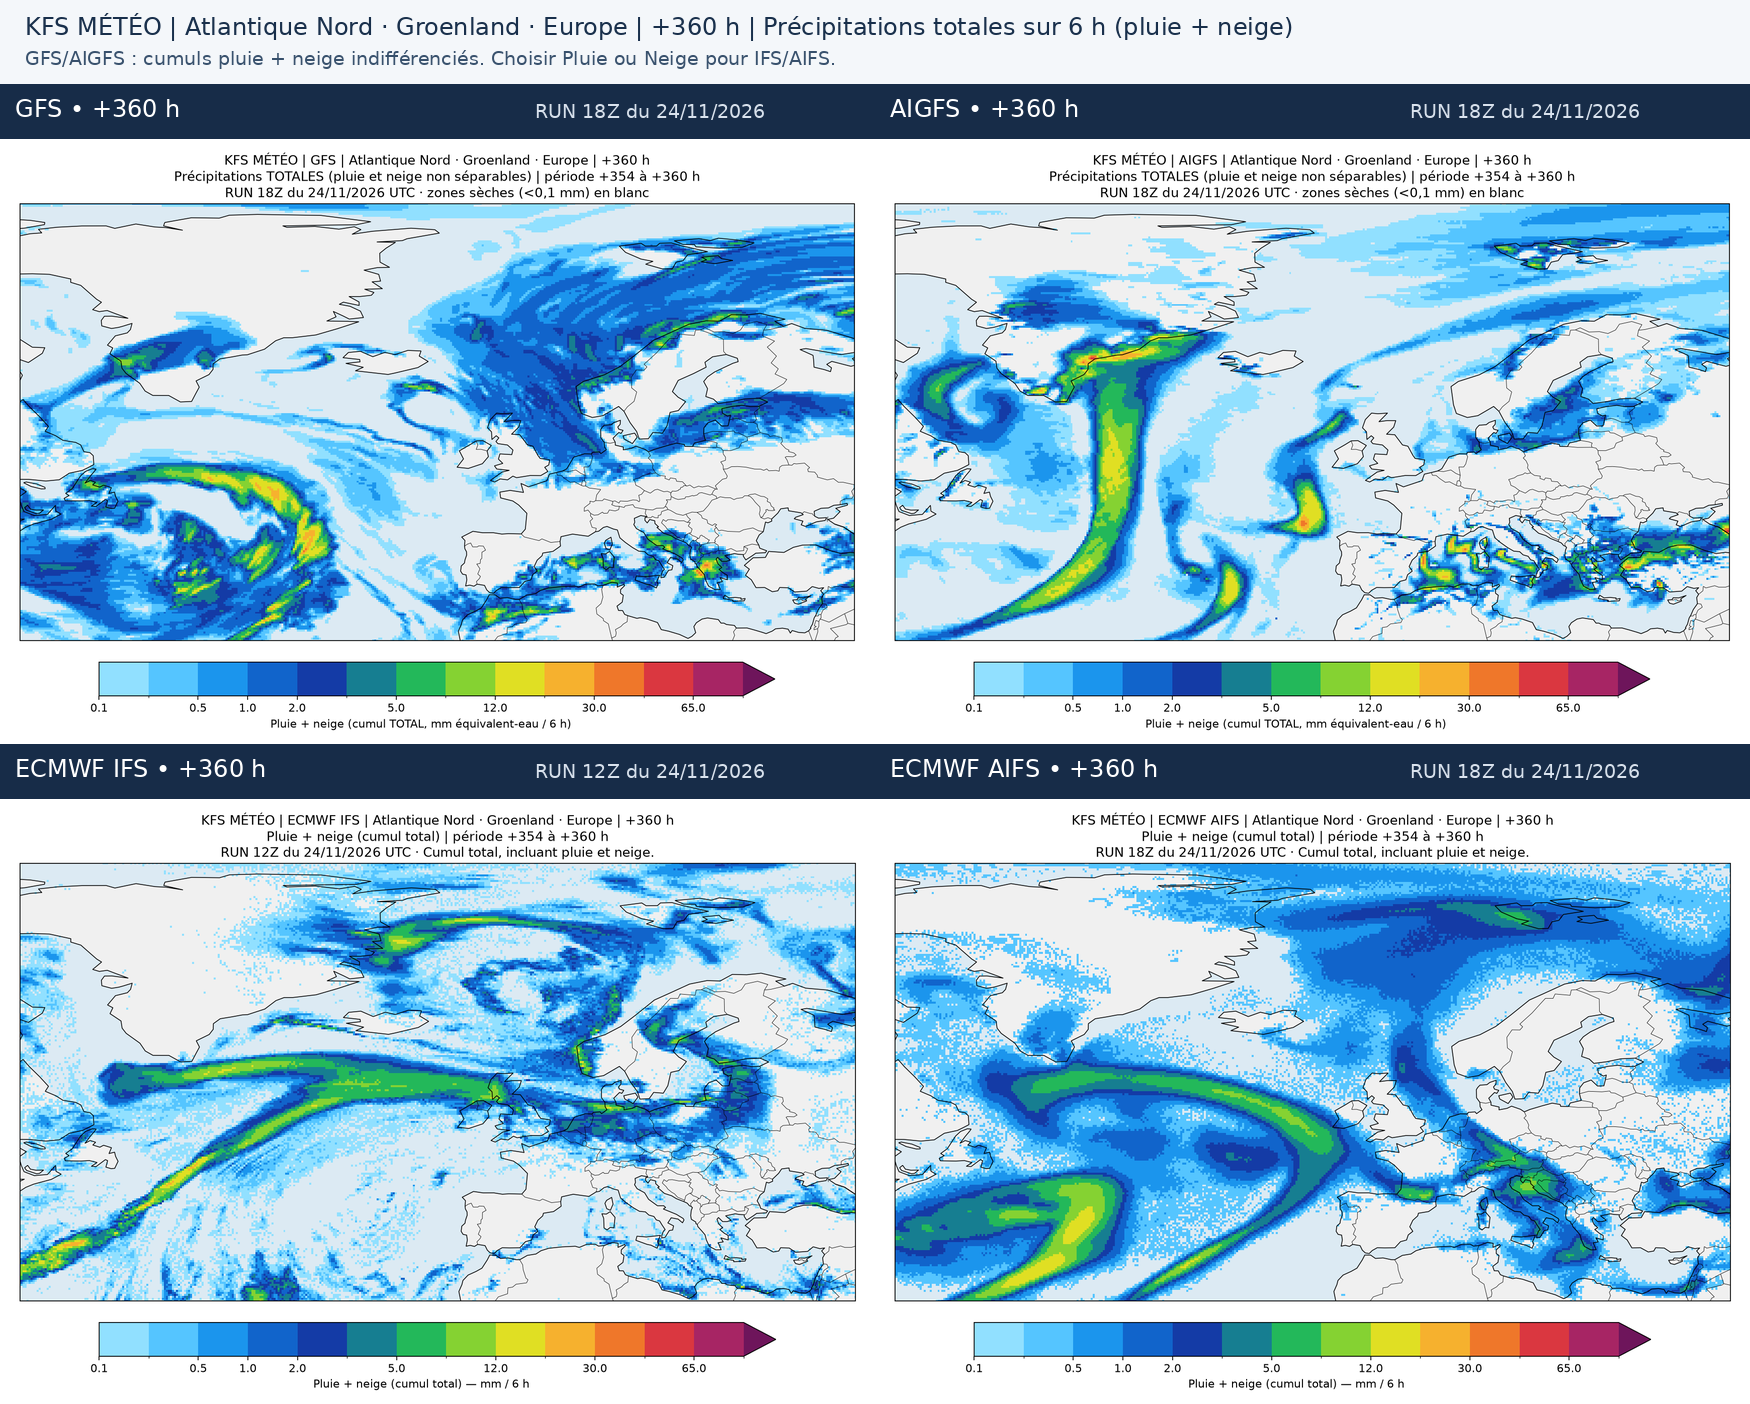 KFS MÉTÉO | Atlantique Nord · Groenland · Europe | +360 h | Précipitations totales sur 6 h (pluie + neige)
GFS/AIGFS : cumuls pluie + neige indifférenciés. Choisir Pluie ou Neige pour IFS/AIFS.
GFS • +360 h
RUN 18Z du 24/11/2026
AIGFS • +360 h
RUN 18Z du 24/11/2026
KFS MÉTÉO | GFS | Atlantique Nord · Groenland · Europe | +360 h
Précipitations TOTALES (pluie et neige non séparables) | période +354 à +360 h
RUN 18Z du 24/11/2026 UTC · zones sèches (<0,1 mm) en blanc
KFS MÉTÉO | AIGFS | Atlantique Nord · Groenland · Europe | +360 h
Précipitations TOTALES (pluie et neige non séparables) | période +354 à +360 h
RUN 18Z du 24/11/2026 UTC · zones sèches (<0,1 mm) en blanc
0.1 0.5 1.0 2.0 5.0 12.0 30.0 65.0
Pluie + neige (cumul TOTAL, mm équivalent-eau / 6 h)
0.1 0.5 1.0 2.0 5.0 12.0 30.0 65.0
Pluie + neige (cumul TOTAL, mm équivalent-eau / 6 h)
ECMWF IFS • +360 h
RUN 12Z du 24/11/2026
ECMWF AIFS • +360 h
RUN 18Z du 24/11/2026
KFS MÉTÉO | ECMWF IFS | Atlantique Nord · Groenland · Europe | +360 h
Pluie + neige (cumul total) | période +354 à +360 h
RUN 12Z du 24/11/2026 UTC · Cumul total, incluant pluie et neige.
KFS MÉTÉO | ECMWF AIFS | Atlantique Nord · Groenland · Europe | +360 h
Pluie + neige (cumul total) | période +354 à +360 h
RUN 18Z du 24/11/2026 UTC · Cumul total, incluant pluie et neige.
0.1 0.5 1.0 2.0 5.0 12.0 30.0 65.0
Pluie + neige (cumul total) — mm / 6 h
0.1 0.5 1.0 2.0 5.0 12.0 30.0 65.0
Pluie + neige (cumul total) — mm / 6 h